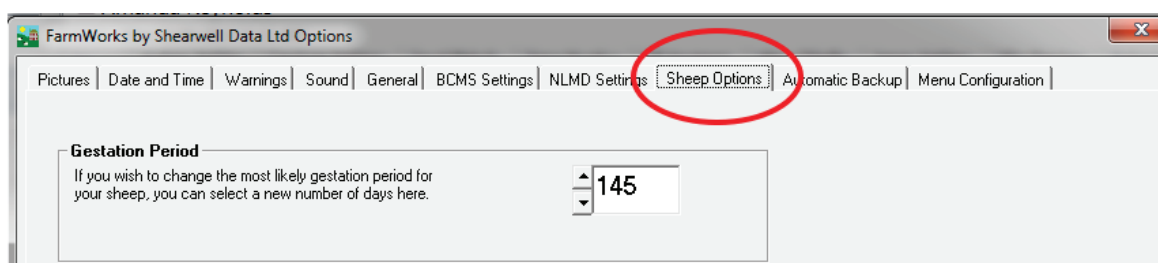 FarmWorks by Shearwell Data Ltd Options
Pictures Date and Time Warnings Sound General BCMS Settings NLMD Settings Sheep Options Automatic Backup Menu Configuration
Gestation Period
If you wish to change the most likely gestation period for
your sheep, you can select a new number of days here.
145